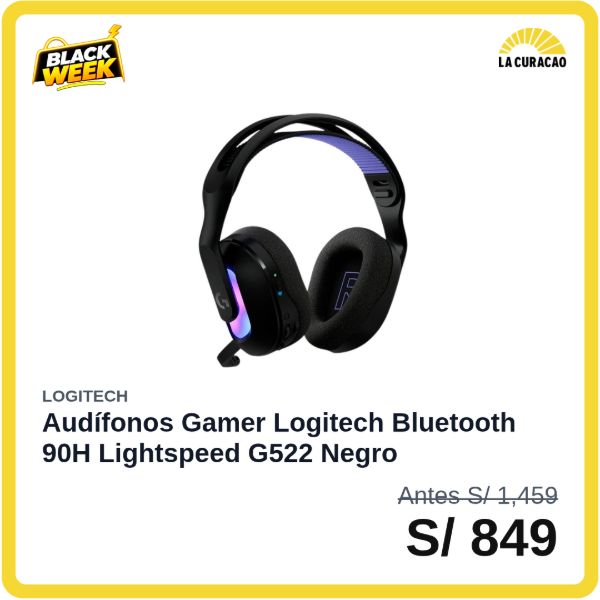 BLACK
WEEK
LA CURACAO
G
R
LOGITECH
Audífonos Gamer Logitech Bluetooth
90H Lightspeed G522 Negro
Antes S/ 1,459
S/ 849